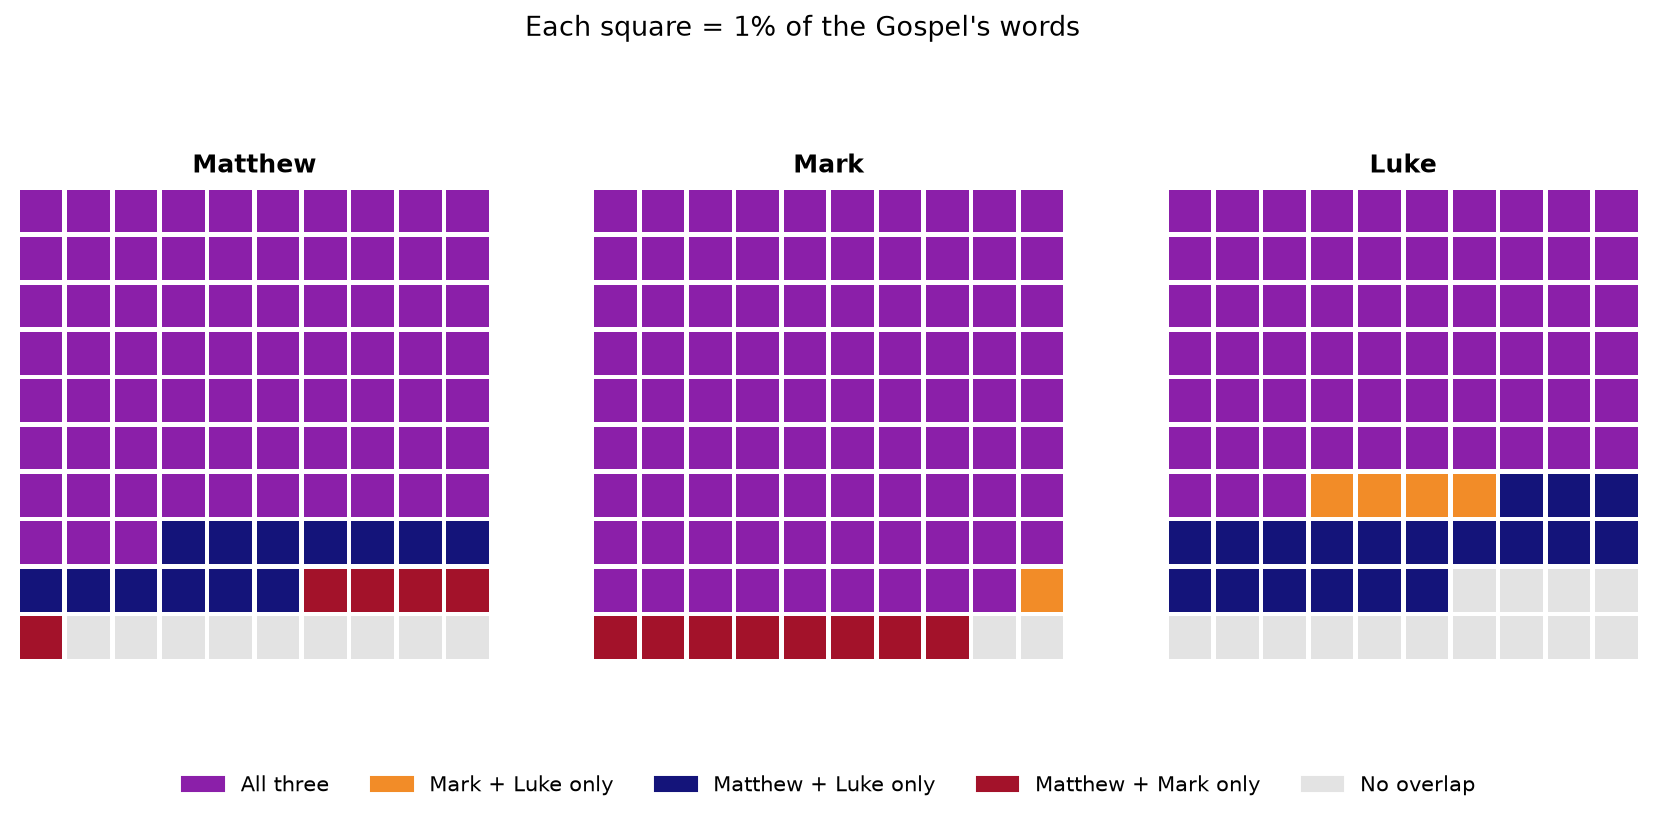 Each square = 1% of the Gospel's words
Matthew
Mark
Luke
All three
Mark + Luke only
Matthew + Luke only
Matthew + Mark only
No overlap